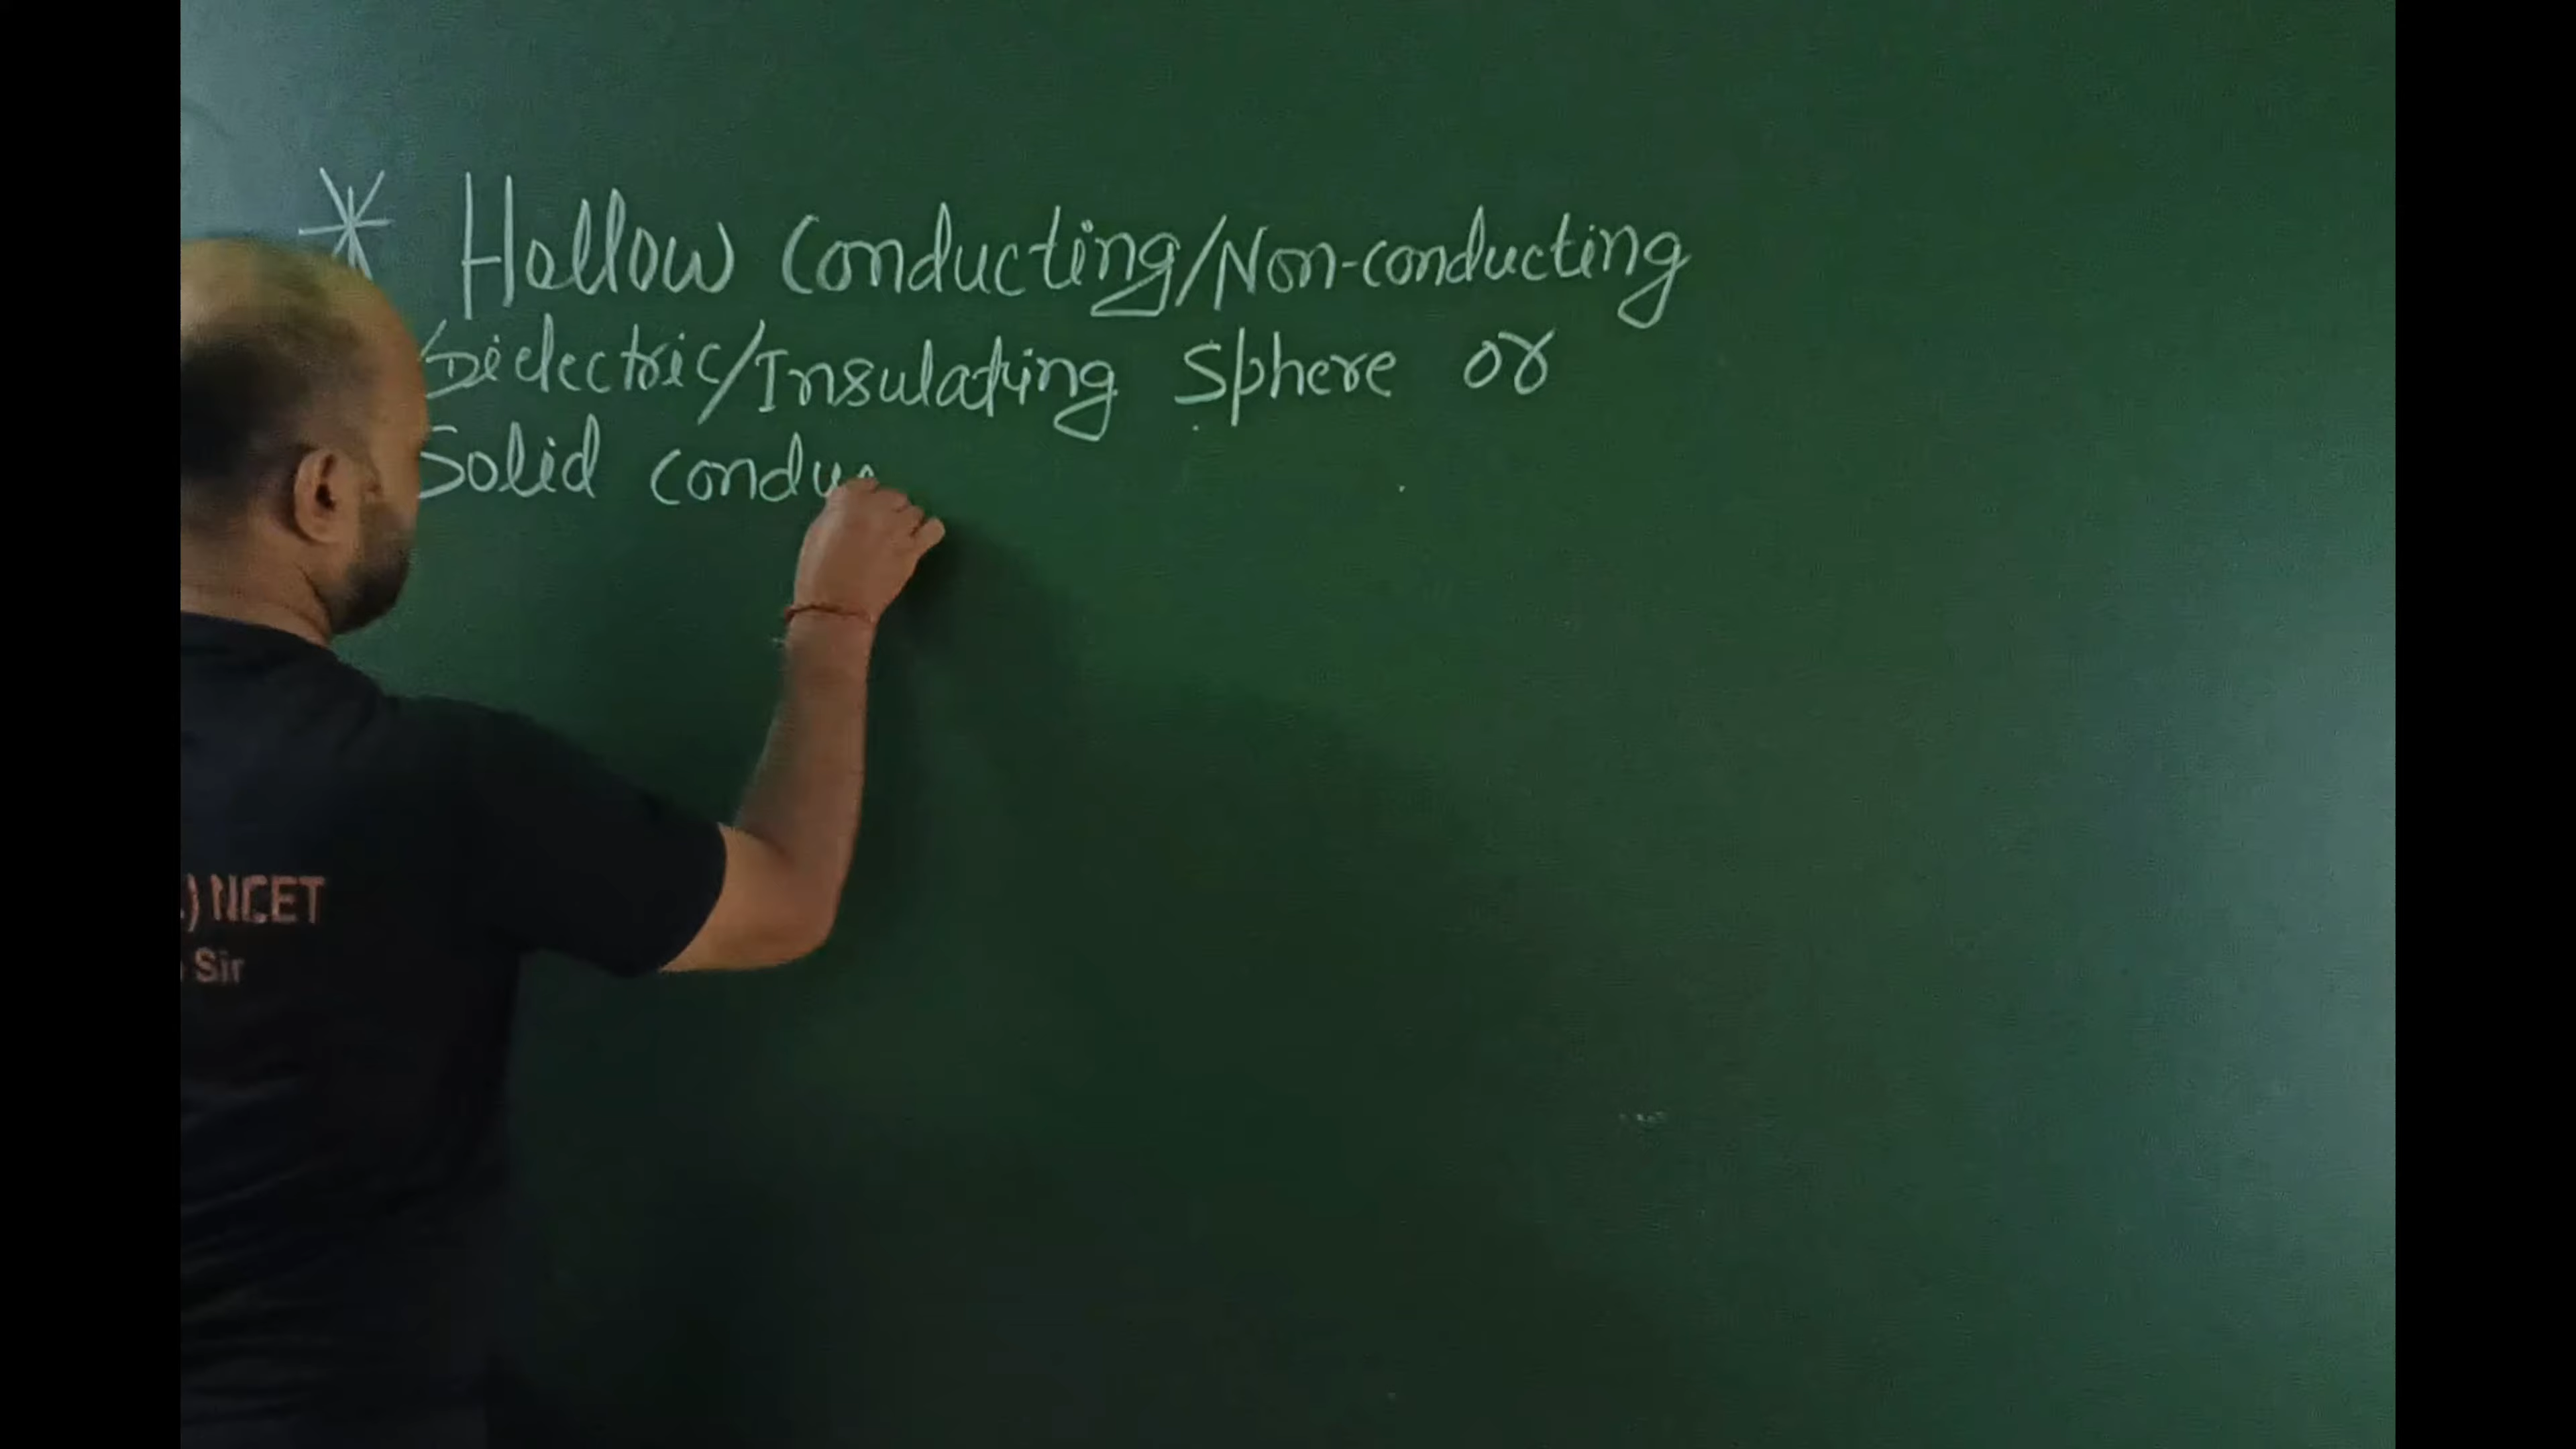 * Hollow Conducting/Non-conducting
Dielectric/Insulating Sphere or
Solid condu
) NCET
Sir